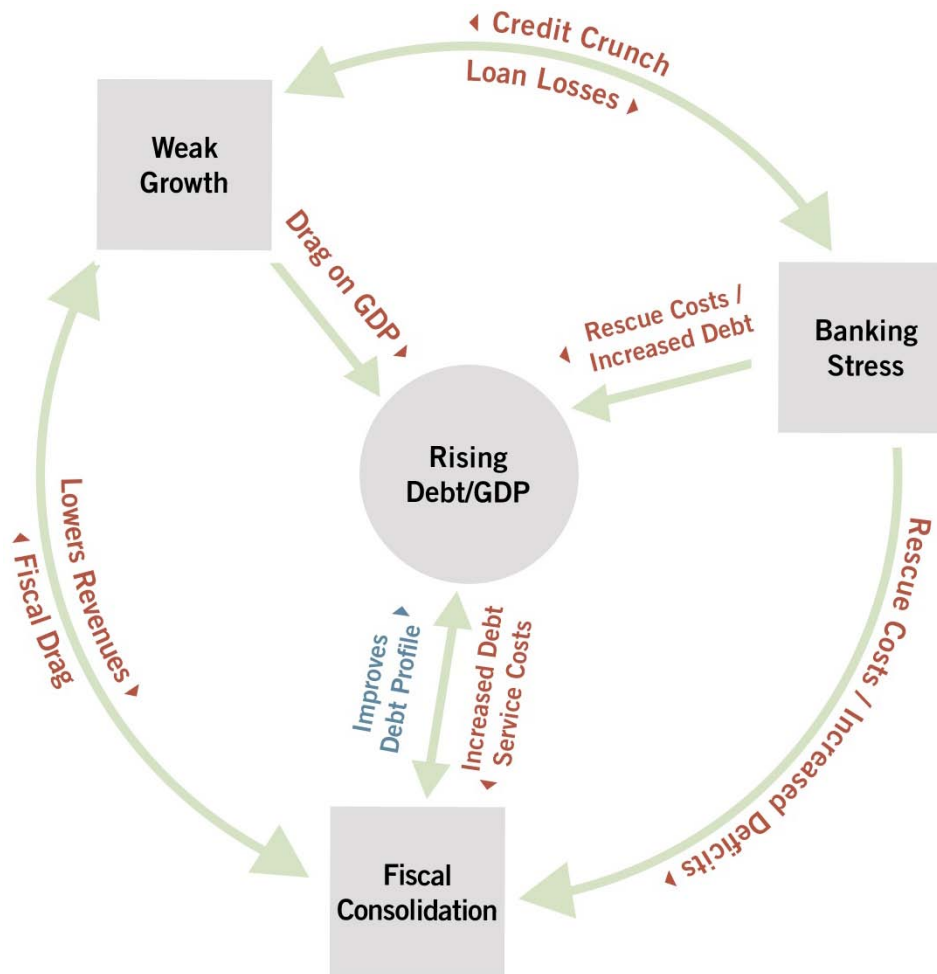 Credit Crunch
Loan Losses
Weak
Growth
Drag on GDP
Rescue Costs /
Increased Debt
Banking
Stress
Rising
Debt/GDP
Lowers Revenues
Fiscal Drag
Improves
Debt Profile
Increased Debt
Service Costs
Rescue Costs / Increased Deficits
Fiscal
Consolidation